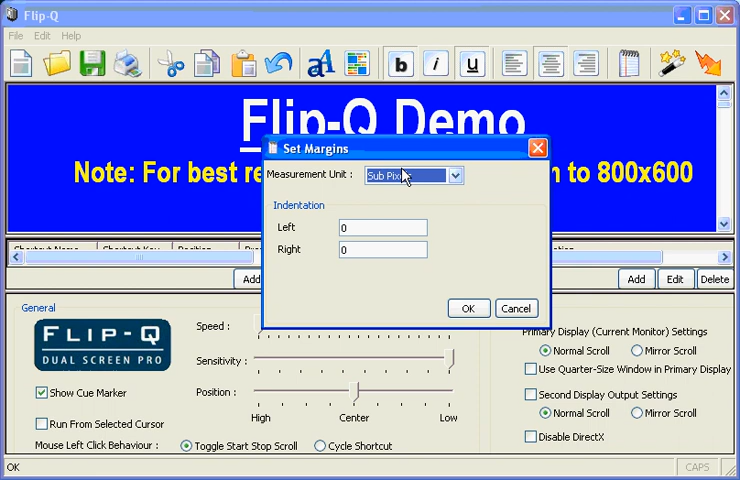 Flip-Q
File Edit Help
b i u
Flip-Q Demo
Note: For best
to 800x600
Set Margins
Measurement Unit :
Indentation
Left 0
Right 0
OK Cancel
Add
Add Edit Delete
General
FLIP-Q
DUAL SCREEN PRO
Show Cue Marker
Run From Selected Cursor
Mouse Left Click Behaviour : Toggle Start Stop Scroll Cycle Shortcut
Speed :
Sensitivity :
Position :
High Center Low
Primary Display (Current Monitor) Settings
Normal Scroll Mirror Scroll
Use Quarter-Size Window in Primary Display
Second Display Output Settings
Normal Scroll Mirror Scroll
Disable DirectX
OK CAPS